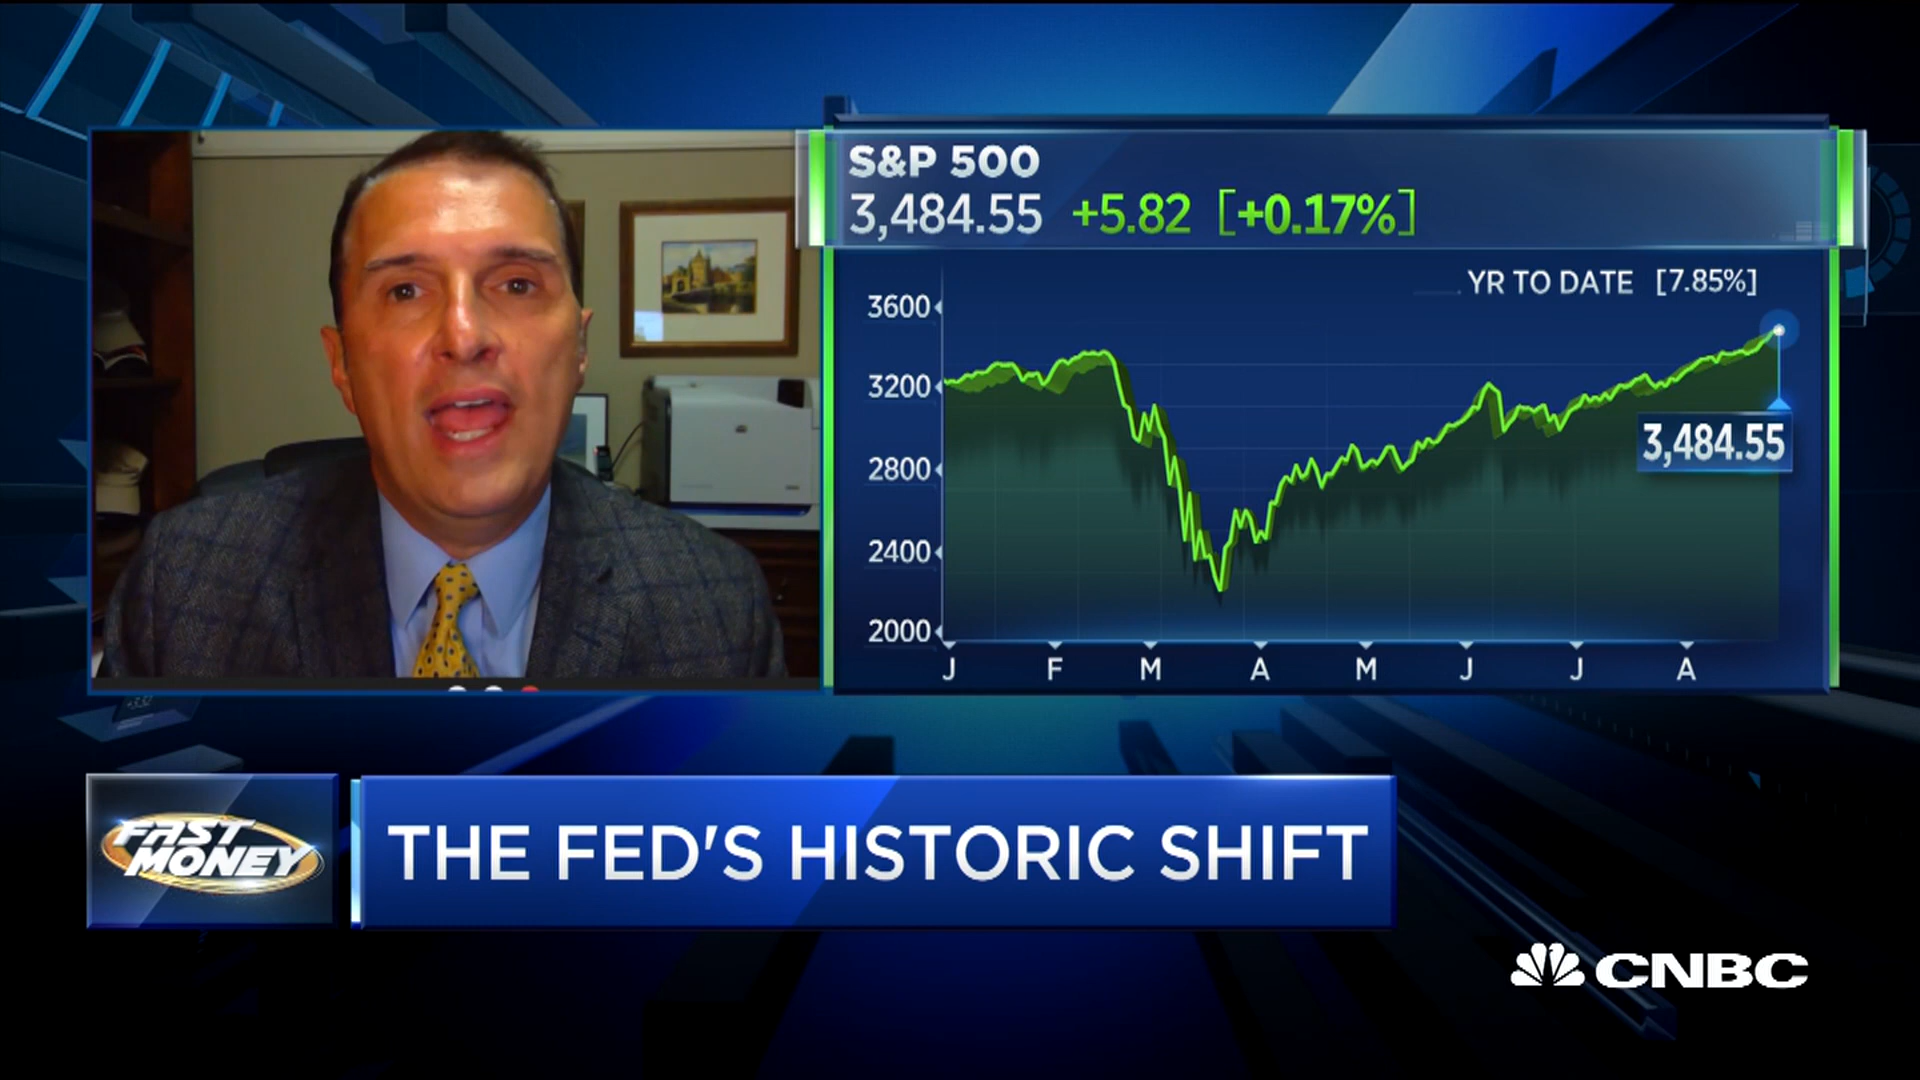 S&P 500
3,484.55 +5.82 [+0.17%]
YR TO DATE [7.85%]
3600
3200
2800
2400
2000
3,484.55
J F M A M J J A
FAST
MONEY
THE FED'S HISTORIC SHIFT
CNBC